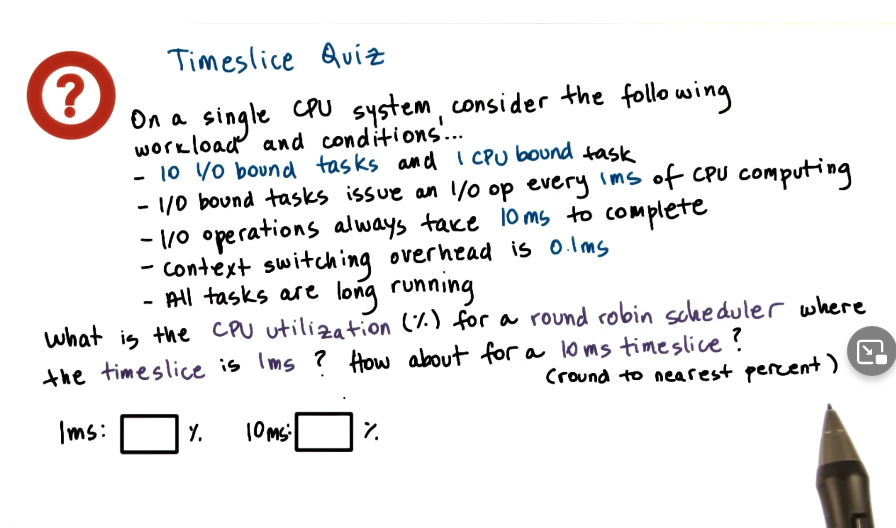 Timeslice Quiz
?
On a single CPU system, consider the following
workload and conditions...
- 10 I/O bound tasks and 1 CPU bound task
- I/O bound tasks issue an I/O op every 1ms of CPU computing
- I/O operations always take 10ms to complete
- context switching overhead is 0.1ms
- All tasks are long running
What is the CPU utilization (%) for a round robin scheduler where
the timeslice is 1ms? How about for a 10ms timeslice?
(round to nearest percent)
1ms: % 10ms: %